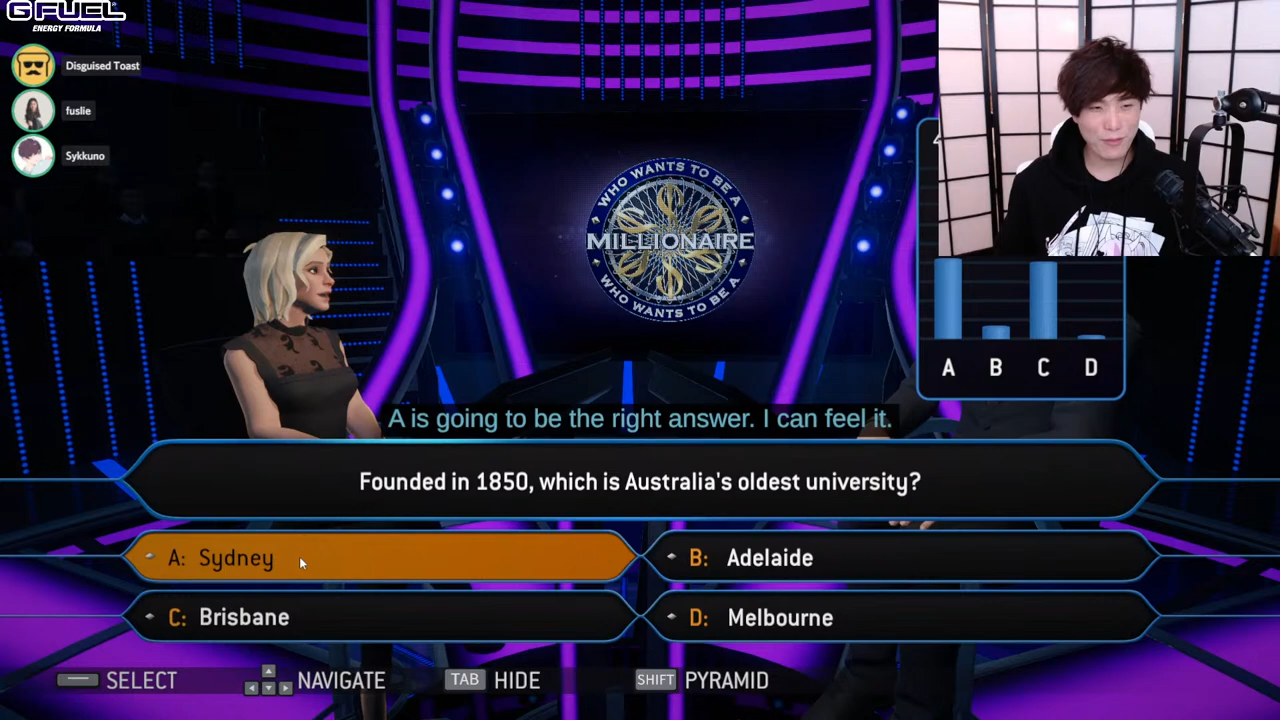 G FUEL
ENERGY FORMULA
Disguised Toast
fuslie
Sykkuno
WHO WANTS TO BE A
MILLIONAIRE
WHO WANTS TO BE A
A B C D
A is going to be the right answer. I can feel it.
Founded in 1850, which is Australia's oldest university?
A: Sydney
B: Adelaide
C: Brisbane
D: Melbourne
SELECT
NAVIGATE
TAB HIDE
SHIFT PYRAMID